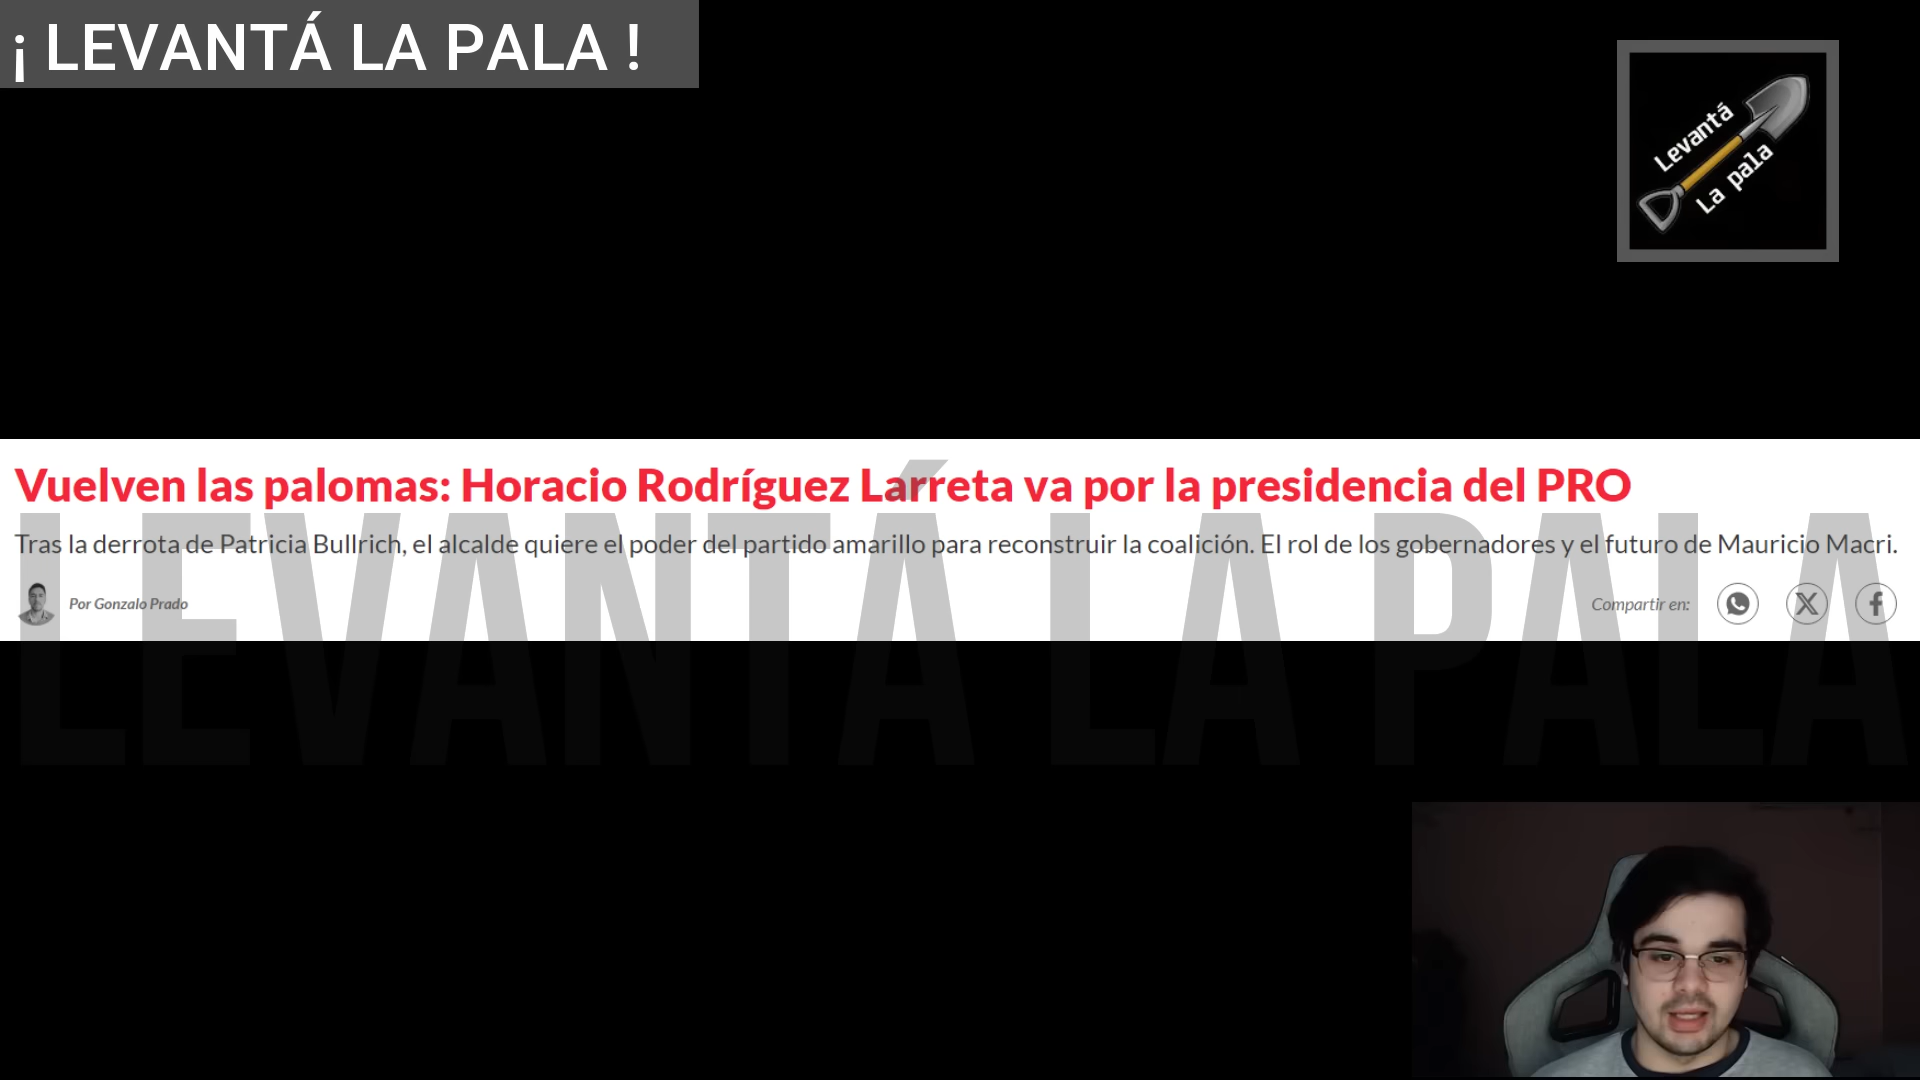 ¡ LEVANTÁ LA PALA !
Levantá
La pala
Vuelven las palomas: Horacio Rodríguez Larreta va por la presidencia del PRO
Tras la derrota de Patricia Bullrich, el alcalde quiere el poder del partido amarillo para reconstruir la coalición. El rol de los gobernadores y el futuro de Mauricio Macri.
Por Gonzalo Prado
Compartir en:
LEVANTÁ LA PALA